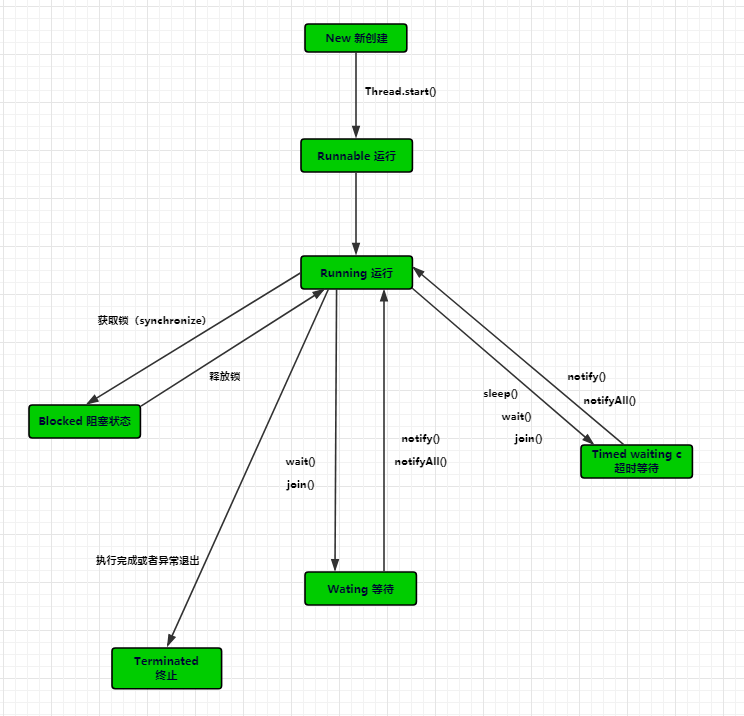 New 新创建
Thread.start()
Runnable 运行
Running 运行
获取锁（synchronize）
释放锁
notify()
sleep()
notifyAll()
wait()
Blocked 阻塞状态
join()
notify()
Timed waiting c
超时等待
wait()
notifyAll()
join()
执行完成或者异常退出
Wating 等待
Terminated
终止